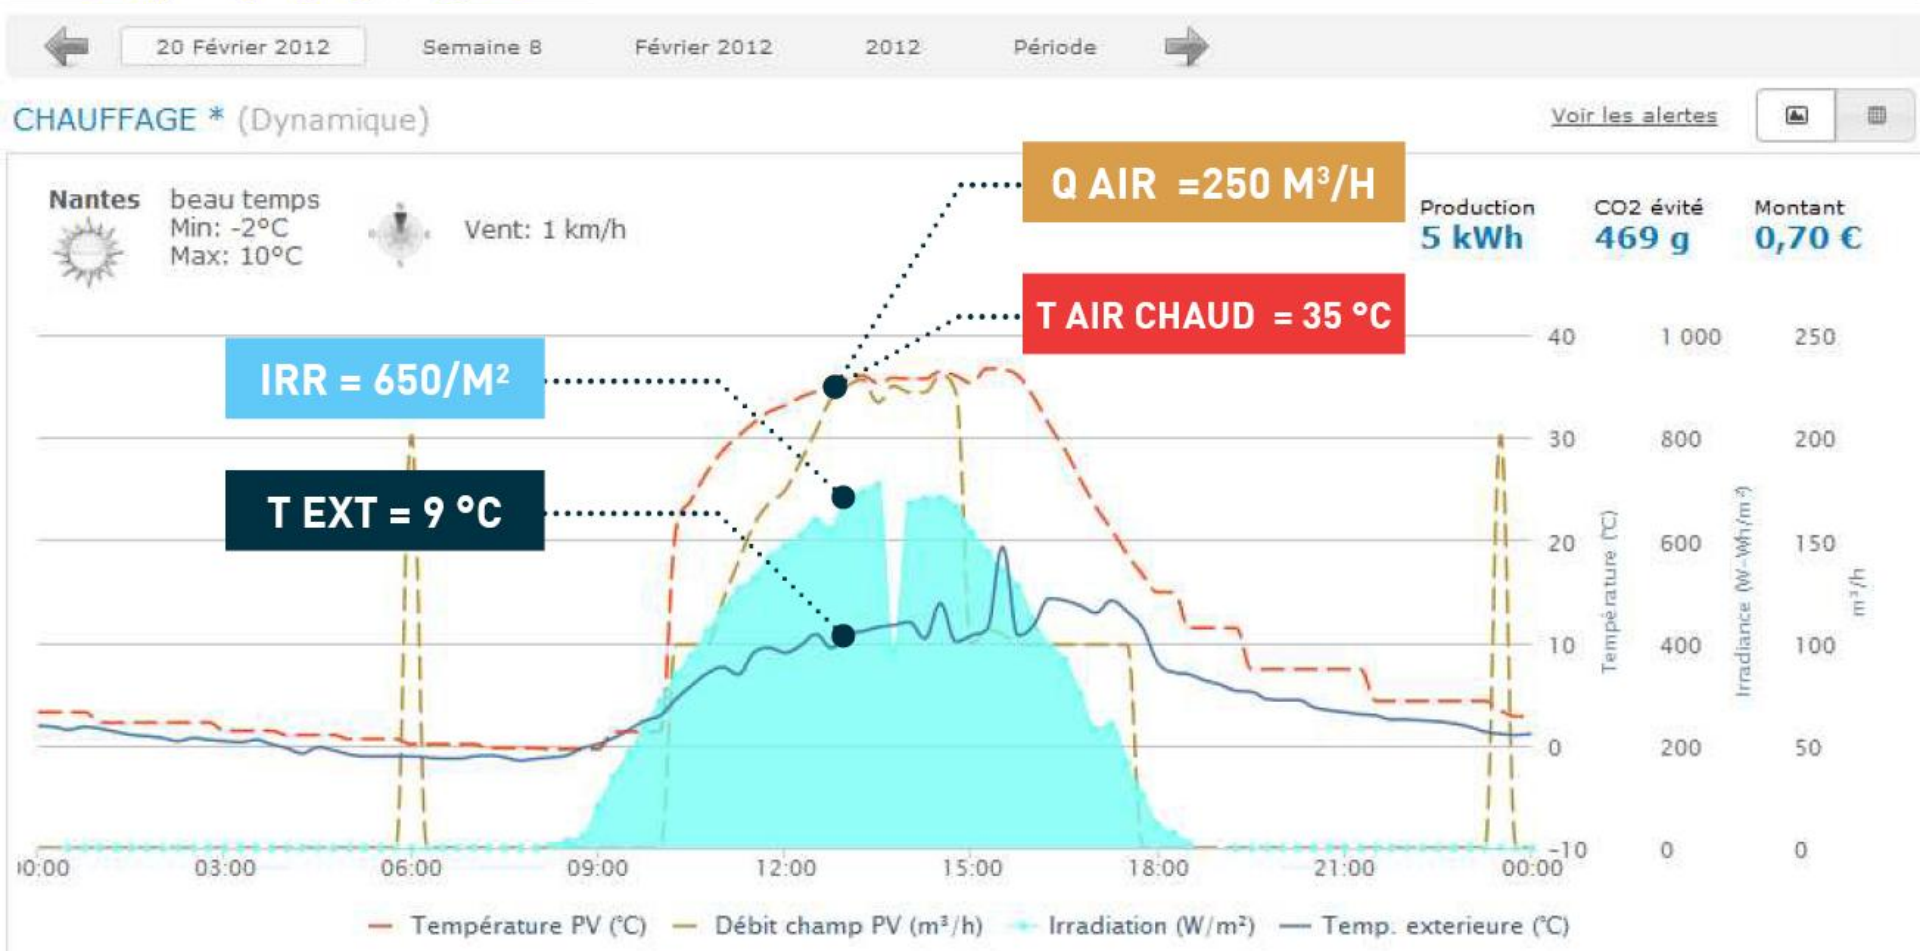 20 Février 2012 Semaine 8 Février 2012 2012 Période
CHAUFFAGE * (Dynamique)
Voir les alertes
Nantes
beau temps
Min: -2°C
Max: 10°C
Vent: 1 km/h
Q AIR =250 M³/H
T AIR CHAUD = 35 °C
IRR = 650/M²
T EXT = 9 °C
Production
5 kWh
CO2 évité
469 g
Montant
0,70 €
40 1 000 250
30 800 200
20 600 150
10 400 100
0 200 50
-10 0 0
Température (°C)
Irradiance (W-Wh/m²)
m³/h
00:00 03:00 06:00 09:00 12:00 15:00 18:00 21:00 00:00
Température PV (°C) Débit champ PV (m³/h) Irradiation (W/m²) Temp. exterieure (°C)